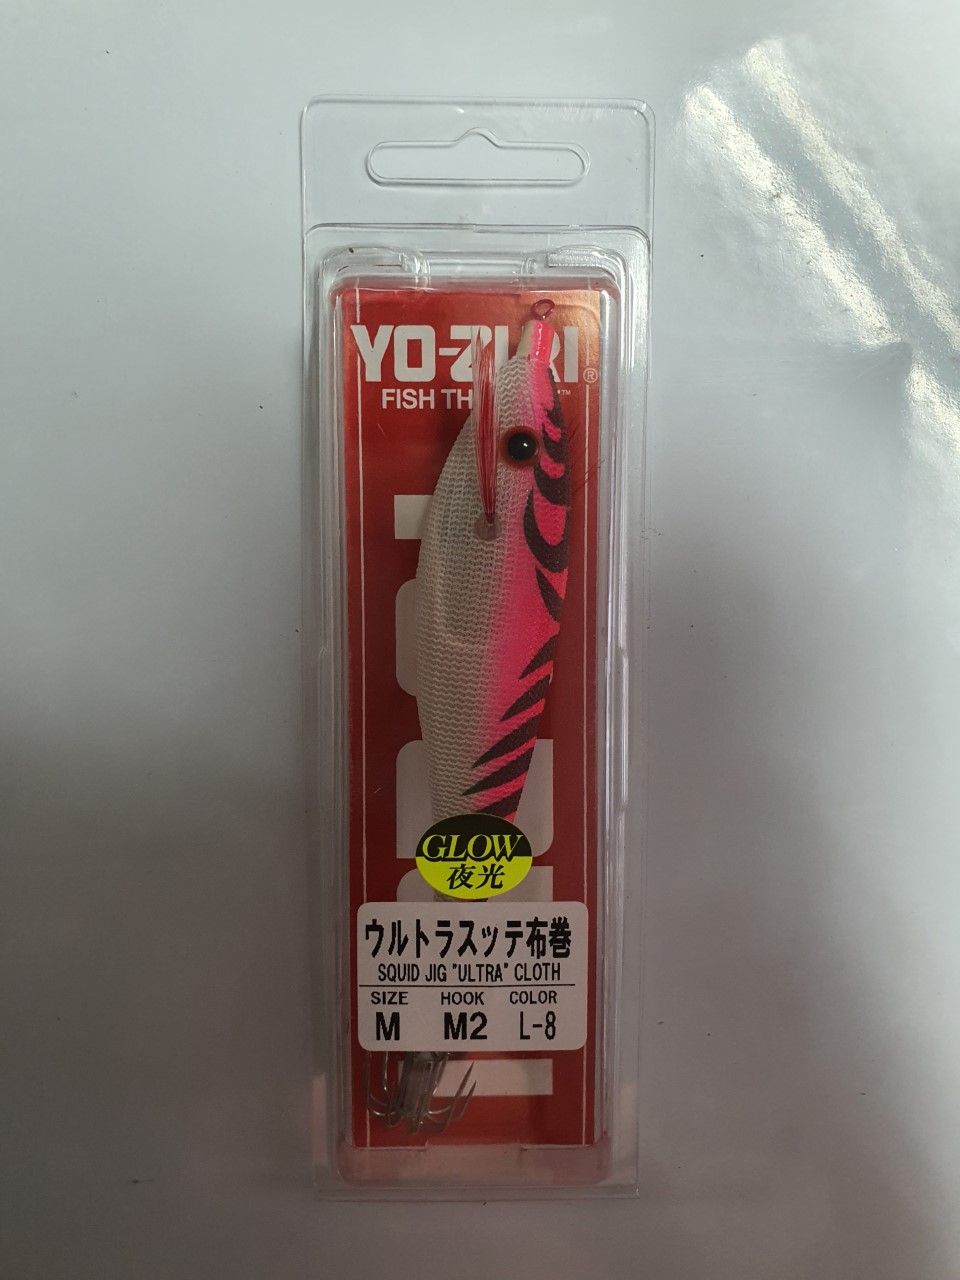 YO-ZURI®
FISH TH
GLOW
夜光
ウルトラスッテ布巻
SQUID JIG "ULTRA" CLOTH
SIZE HOOK COLOR
M M2 L-8